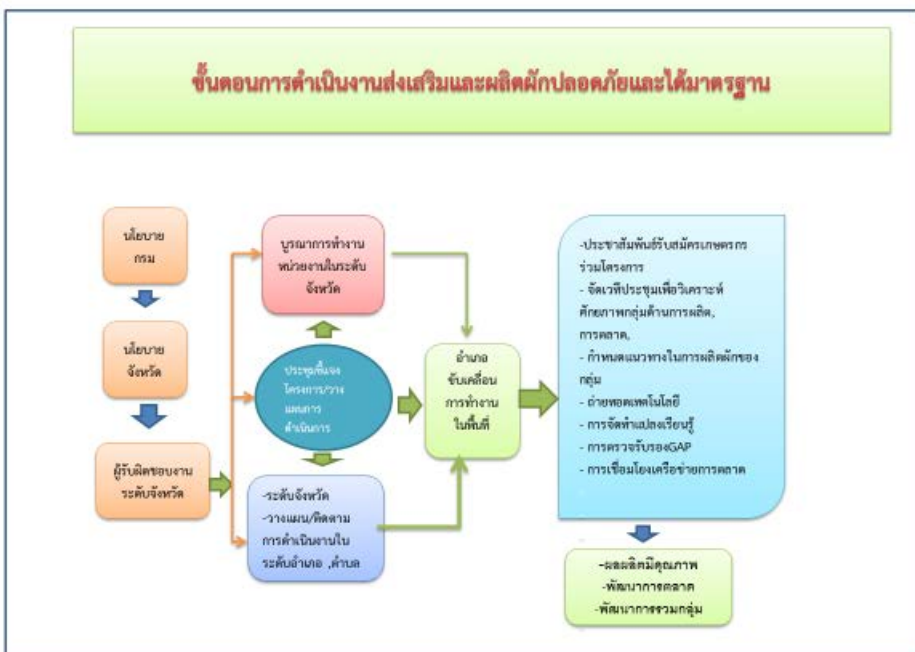 ขั้นตอนการดำเนินงานส่งเสริมและผลิตผักปลอดภัยและได้มาตรฐาน
นโยบาย
กรม
นโยบาย
จังหวัด
ผู้รับผิดชอบงาน
ระดับจังหวัด
บูรณาการทำงาน
หน่วยงานในระดับ
จังหวัด
ประชุมชี้แจง
โครงการ/วาง
แผนการ
ดำเนินการ
-ระดับจังหวัด
-วางแผน/ติดตาม
การดำเนินงานใน
ระดับอำเภอ ,ตำบล
อำเภอ
ขับเคลื่อน
การทำงาน
ในพื้นที่
-ประชาสัมพันธ์รับสมัครเกษตรกร
ร่วมโครงการ
- จัดเวทีประชุมเพื่อวิเคราะห์
ศักยภาพกลุ่มด้านการผลิต,
การตลาด,
- กำหนดแนวทางในการผลิตผักของ
กลุ่ม
- ถ่ายทอดเทคโนโลยี
- การจัดทำแปลงเรียนรู้
- การตรวจรับรองGAP
- การเชื่อมโยงเครือข่ายการตลาด
-ผลผลิตมีคุณภาพ
-พัฒนาการตลาด
-พัฒนาการรวมกลุ่ม